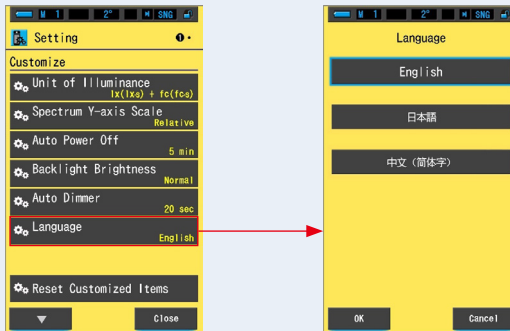 M 1 2° M SNG
Setting
Customize
Unit of Illuminance
lx(lx·s) + fc(fc·s)
Spectrum Y-axis Scale
Relative
Auto Power Off
5 min
Backlight Brightness
Normal
Auto Dimmer
20 sec
Language
English
Reset Customized Items
▼ Close
M 1 2° M SNG
Language
English
日本語
中文（简体字）
OK Cancel